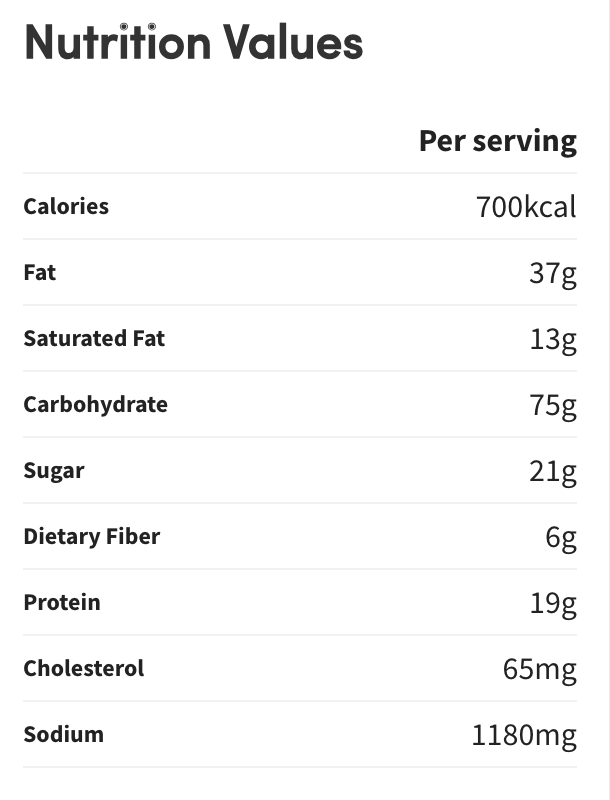 Nutrition Values
Per serving
Calories 700kcal
Fat 37g
Saturated Fat 13g
Carbohydrate 75g
Sugar 21g
Dietary Fiber 6g
Protein 19g
Cholesterol 65mg
Sodium 1180mg